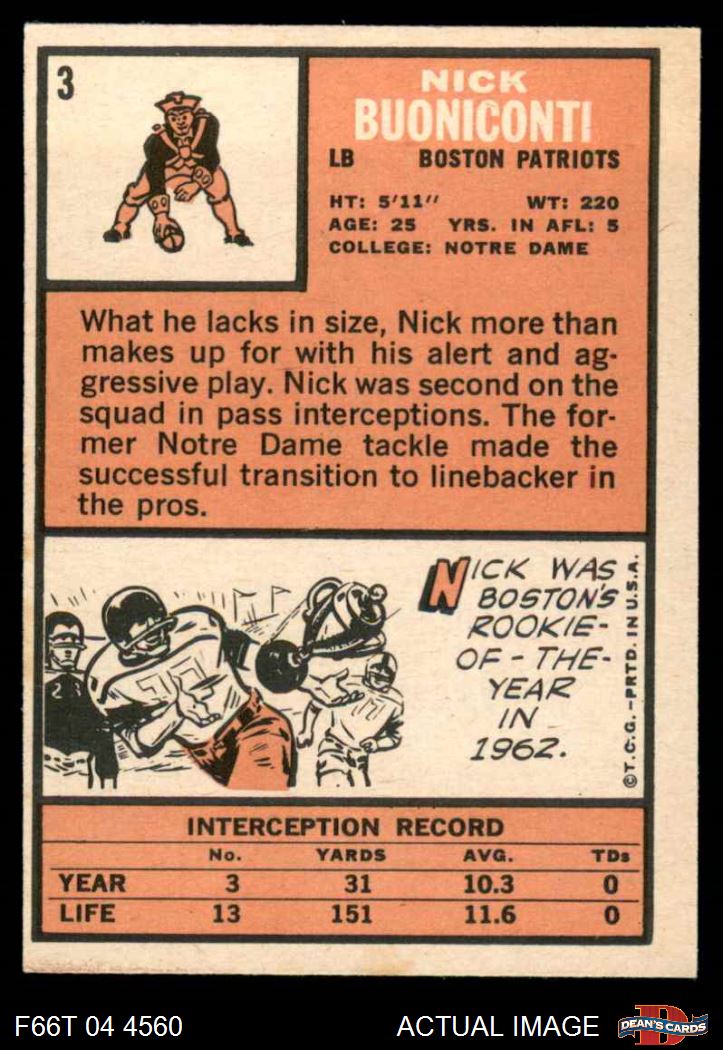 3
NICK
BUONICONTI
LB BOSTON PATRIOTS
HT: 5'11" WT: 220
AGE: 25 YRS. IN AFL: 5
COLLEGE: NOTRE DAME
What he lacks in size, Nick more than
makes up for with his alert and ag-
gressive play. Nick was second on the
squad in pass interceptions. The for-
mer Notre Dame tackle made the
successful transition to linebacker in
the pros.
NICK WAS
BOSTON'S
ROOKIE-
OF-THE-
YEAR
IN
1962.
©T.C.G.-PRTD. IN U.S.A.
INTERCEPTION RECORD
No. YARDS AVG. TDs
YEAR 3 31 10.3 0
LIFE 13 151 11.6 0
F66T 04 4560 ACTUAL IMAGE
D
DEAN'S CARDS